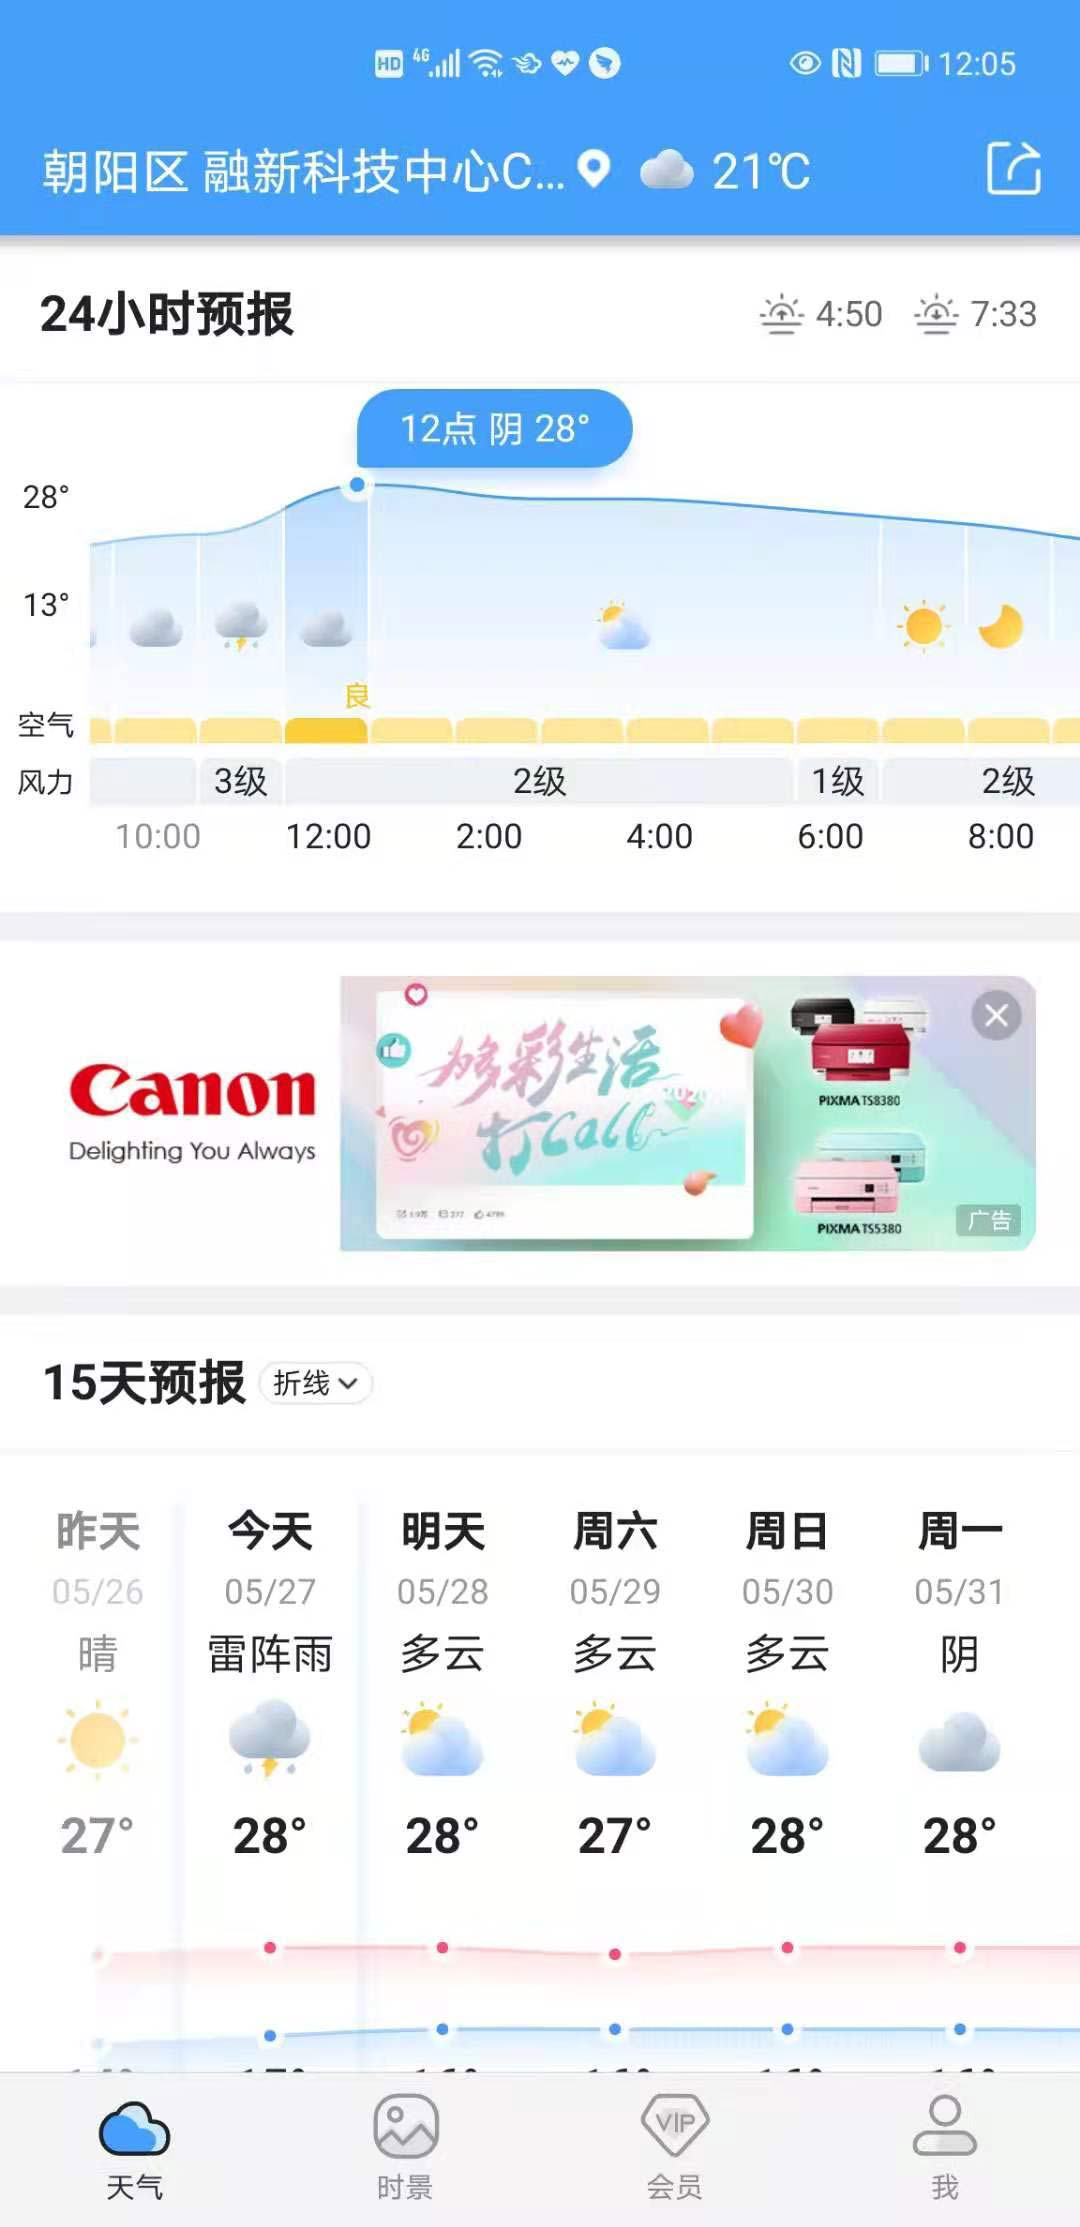 HD 4G 12:05
朝阳区 融新科技中心C... 21℃
24小时预报 4:50 7:33
12点 阴 28°
28°
13°
良
空气
风力 3级 2级 1级 2级
10:00 12:00 2:00 4:00 6:00 8:00
Canon
Delighting You Always
多彩生活
2020
打Call
PIXMA TS8380
PIXMA TS5380
广告
15天预报 折线
昨天 今天 明天 周六 周日 周一
05/26 05/27 05/28 05/29 05/30 05/31
晴 雷阵雨 多云 多云 多云 阴
27° 28° 28° 27° 28° 28°
VIP
天气 时景 会员 我